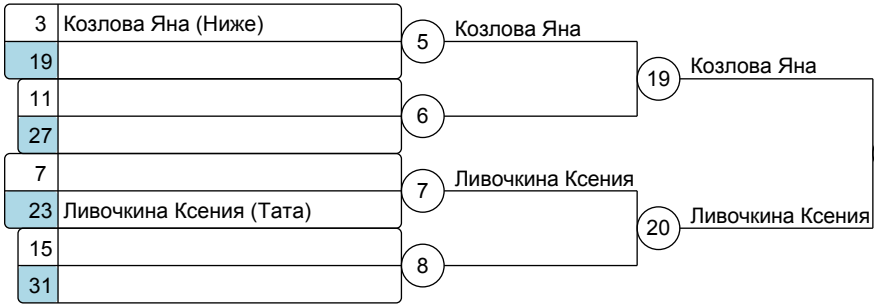 3 Козлова Яна (Ниже)
5 Козлова Яна
19
19 Козлова Яна
11
6
27
7
7 Ливочкина Ксения
23 Ливочкина Ксения (Тата)
20 Ливочкина Ксения
15
8
31